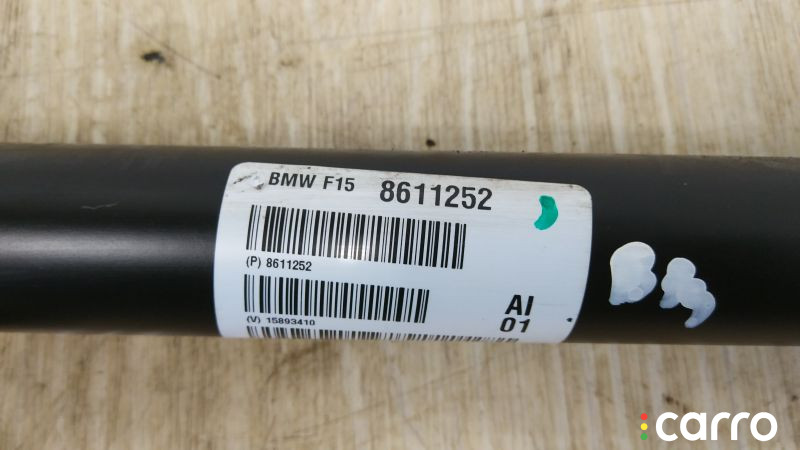 BMW F15 8611252
(P) 8611252
(V) 15893410
AI
01
carro